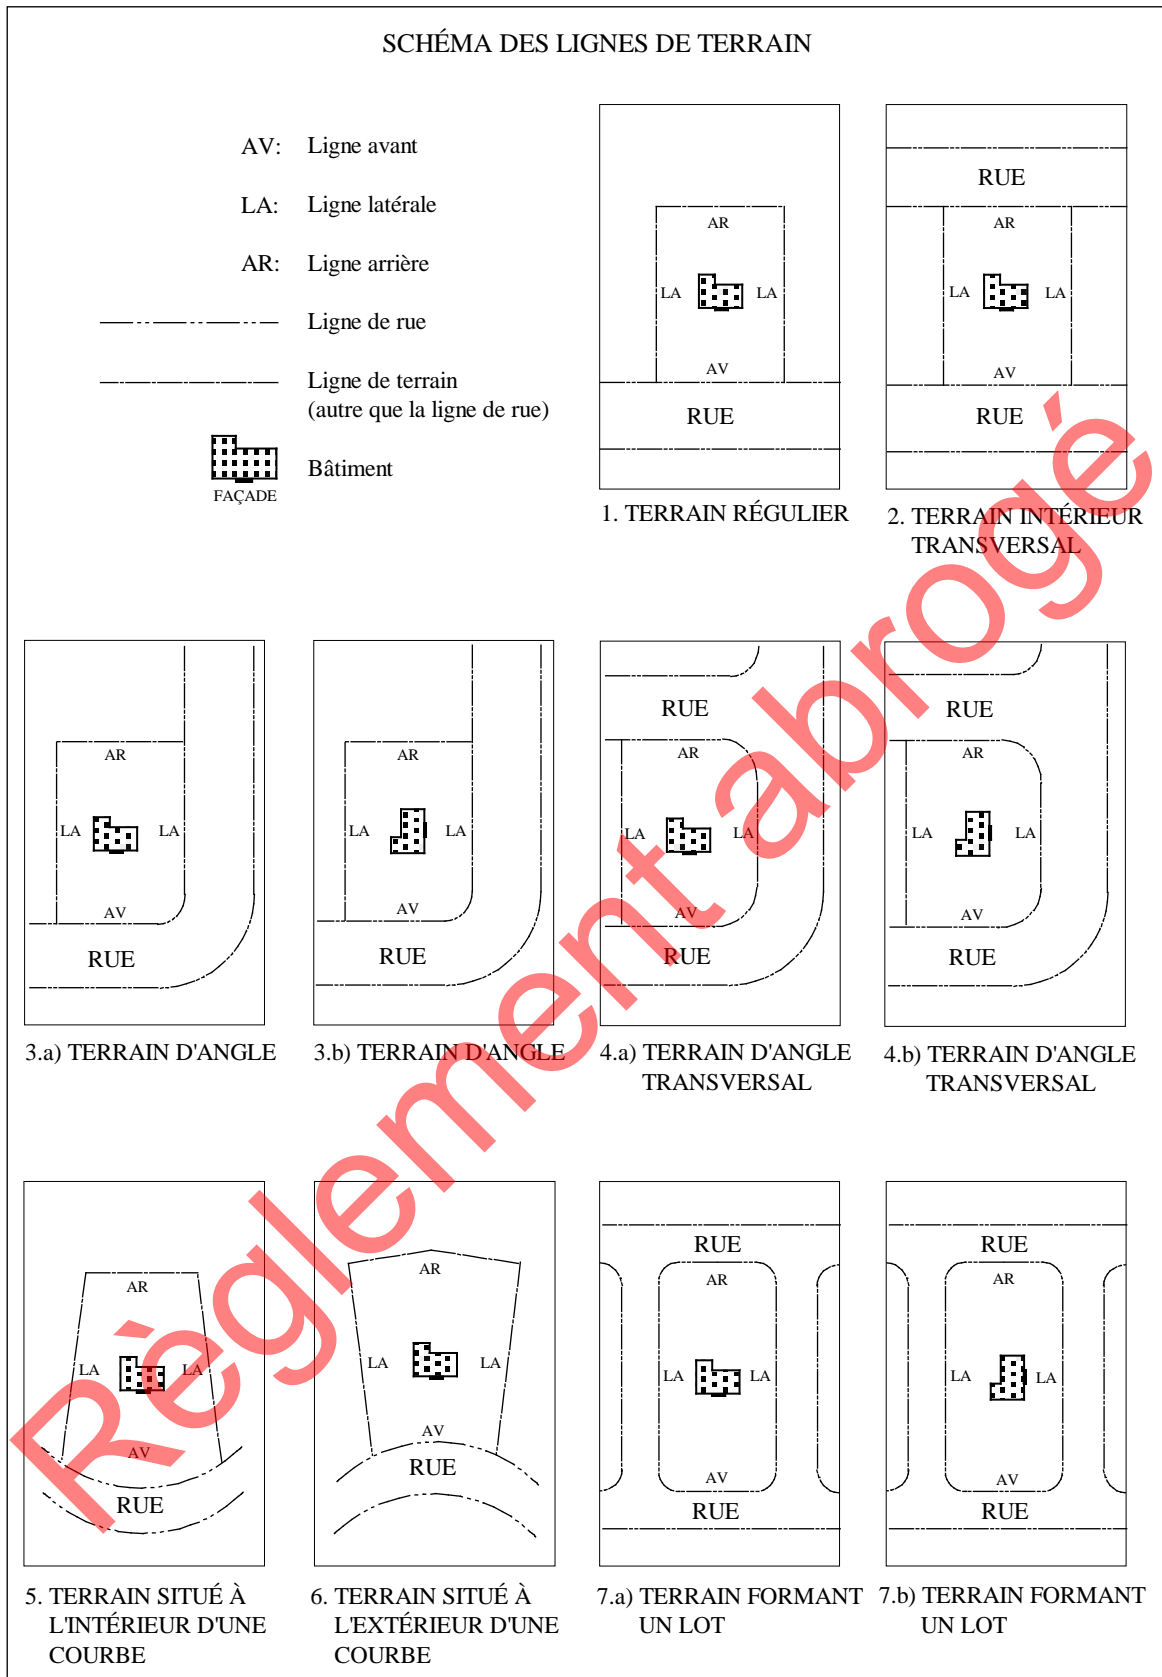 SCHÉMA DES LIGNES DE TERRAIN
AV: Ligne avant
LA: Ligne latérale
AR: Ligne arrière
Ligne de rue
Ligne de terrain
(autre que la ligne de rue)
Bâtiment
FAÇADE
AR
LA LA
AV
RUE
1. TERRAIN RÉGULIER
RUE
AR
LA LA
AV
RUE
2. TERRAIN INTÉRIEUR
TRANSVERSAL
AR
LA LA
AV
RUE
3.a) TERRAIN D'ANGLE
AR
LA LA
AV
RUE
3.b) TERRAIN D'ANGLE
RUE
AR
LA LA
AV
RUE
4.a) TERRAIN D'ANGLE
TRANSVERSAL
RUE
AR
LA LA
AV
RUE
4.b) TERRAIN D'ANGLE
TRANSVERSAL
AR
LA LA
AV
RUE
5. TERRAIN SITUÉ À
L'INTÉRIEUR D'UNE
COURBE
AR
LA LA
AV
RUE
6. TERRAIN SITUÉ À
L'EXTÉRIEUR D'UNE
COURBE
RUE
AR
LA LA
AV
RUE
7.a) TERRAIN FORMANT
UN LOT
RUE
AR
LA LA
AV
RUE
7.b) TERRAIN FORMANT
UN LOT
Règlement abrogé